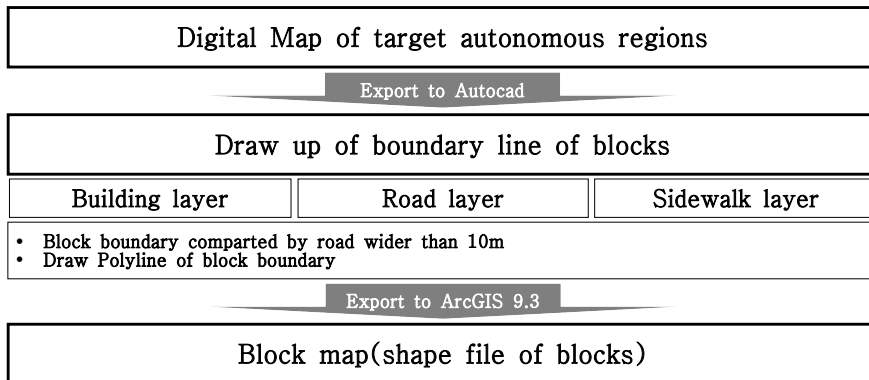 Digital Map of target autonomous regions
Export to Autocad
Draw up of boundary line of blocks
Building layer
Road layer
Sidewalk layer
• Block boundary comparted by road wider than 10m
• Draw Polyline of block boundary
Export to ArcGIS 9.3
Block map(shape file of blocks)